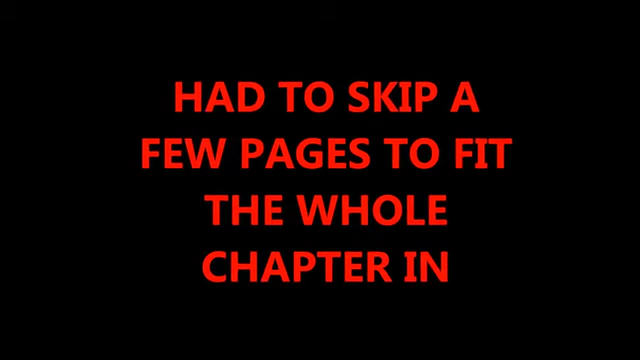 HAD TO SKIP A
FEW PAGES TO FIT
THE WHOLE
CHAPTER IN